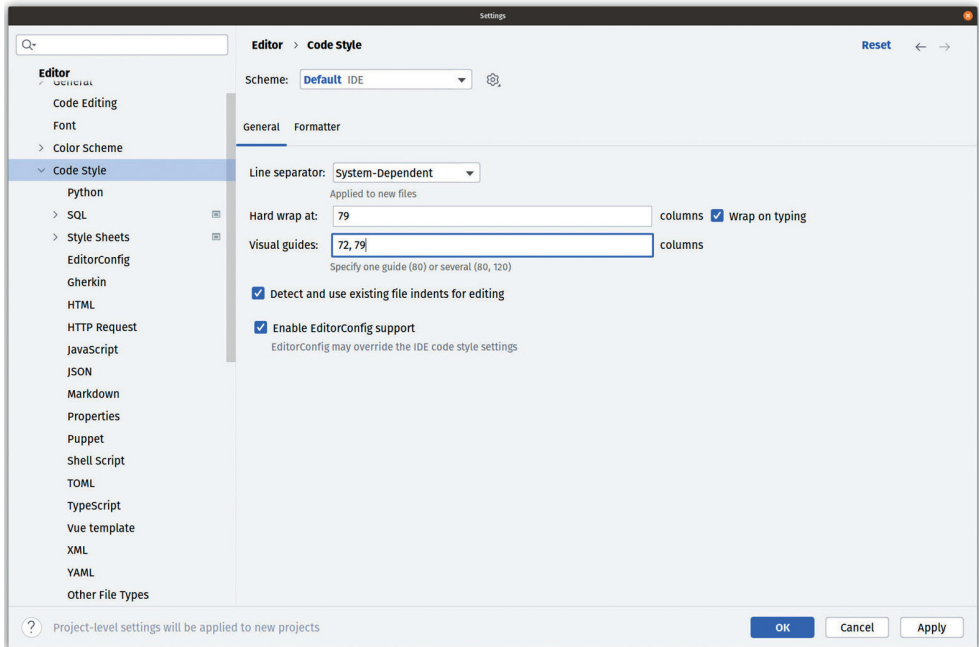 Settings
Editor > Code Style
Reset
Scheme: Default IDE
General Formatter
Line separator: System-Dependent
Applied to new files
Hard wrap at: 79 columns Wrap on typing
Visual guides: 72, 79 columns
Specify one guide (80) or several (80, 120)
Detect and use existing file indents for editing
Enable EditorConfig support
EditorConfig may override the IDE code style settings
Editor
General
Code Editing
Font
Color Scheme
Code Style
Python
SQL
Style Sheets
EditorConfig
Gherkin
HTML
HTTP Request
JavaScript
JSON
Markdown
Properties
Puppet
Shell Script
TOML
TypeScript
Vue template
XML
YAML
Other File Types
? Project-level settings will be applied to new projects
OK Cancel Apply